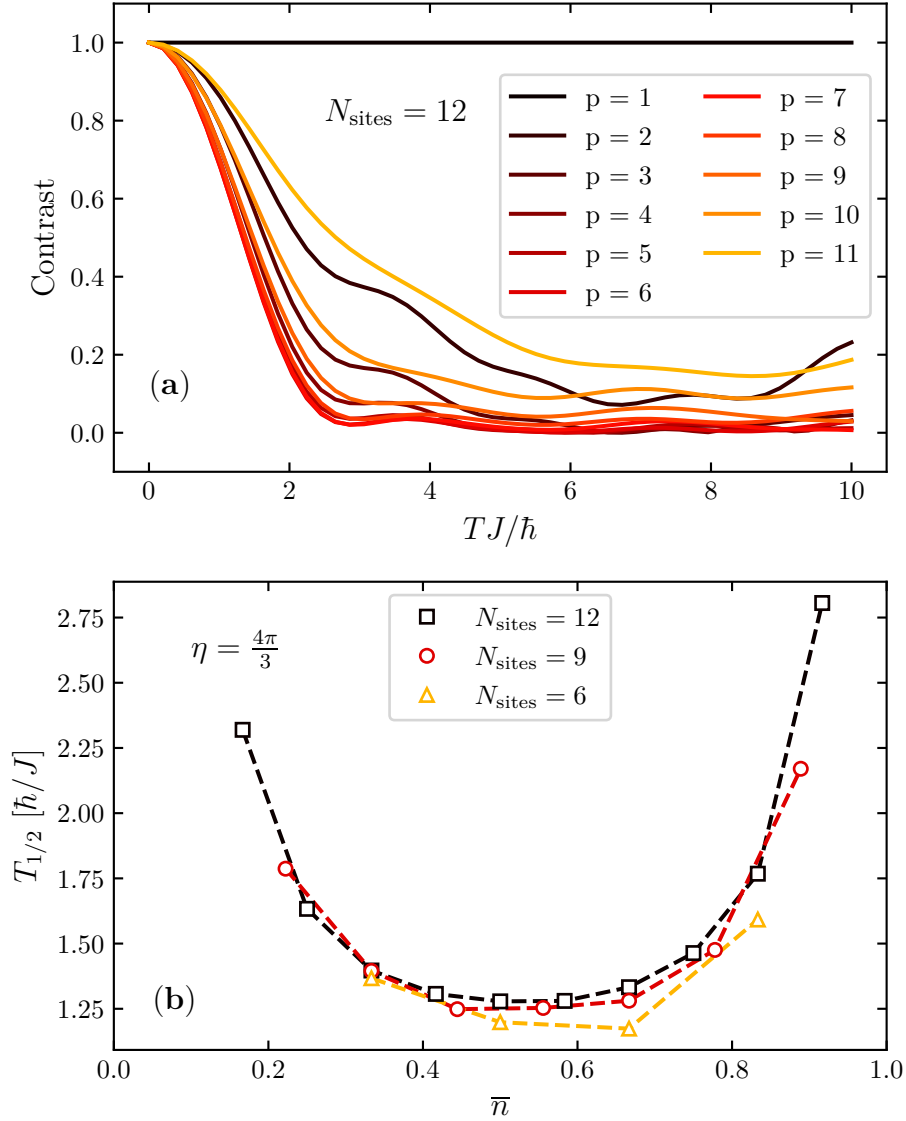 1.0
0.8
0.6
0.4
0.2
0.0
Contrast
N_sites = 12
p = 1
p = 2
p = 3
p = 4
p = 5
p = 6
p = 7
p = 8
p = 9
p = 10
p = 11
(a)
0 2 4 6 8 10
TJ/ħ
2.75
2.50
2.25
2.00
1.75
1.50
1.25
T_{1/2} [ħ/J]
η = 4π/3
N_sites = 12
N_sites = 9
N_sites = 6
(b)
0.0 0.2 0.4 0.6 0.8 1.0
n̅